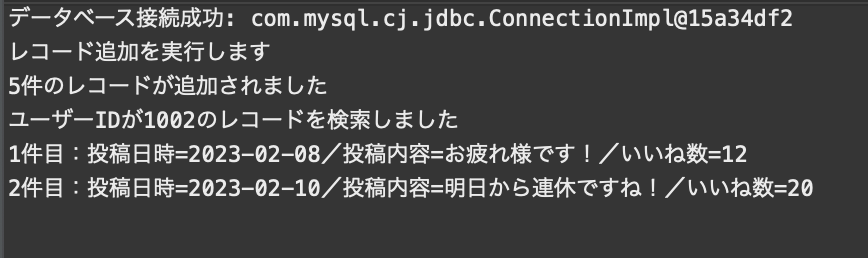 データベース接続成功: com.mysql.cj.jdbc.ConnectionImpl@15a34df2
レコード追加を実行します
5件のレコードが追加されました
ユーザーIDが1002のレコードを検索しました
1件目：投稿日時=2023-02-08／投稿内容=お疲れ様です！／いいね数=12
2件目：投稿日時=2023-02-10／投稿内容=明日から連休ですね！／いいね数=20